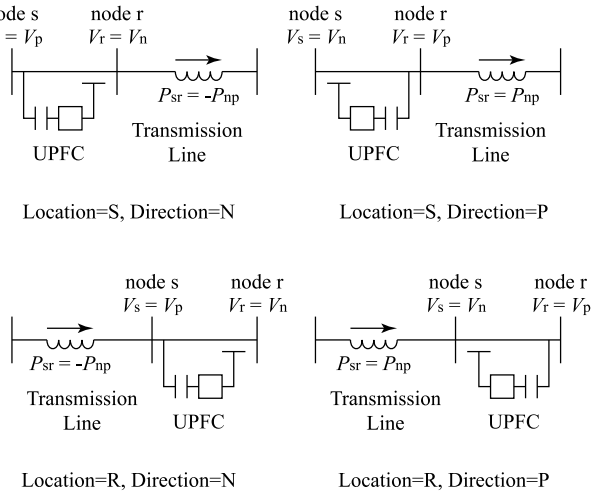 node s node r
= Vp Vr = Vn
Psr = -Pnp
Transmission
Line
UPFC
Location=S, Direction=N
node s node r
Vs = Vn Vr = Vp
Psr = Pnp
Transmission
Line
UPFC
Location=S, Direction=P
node s node r
Vs = Vp Vr = Vn
Psr = -Pnp
Transmission
Line
UPFC
Location=R, Direction=N
node s node r
Vs = Vn Vr = Vp
Psr = Pnp
Transmission
Line
UPFC
Location=R, Direction=P